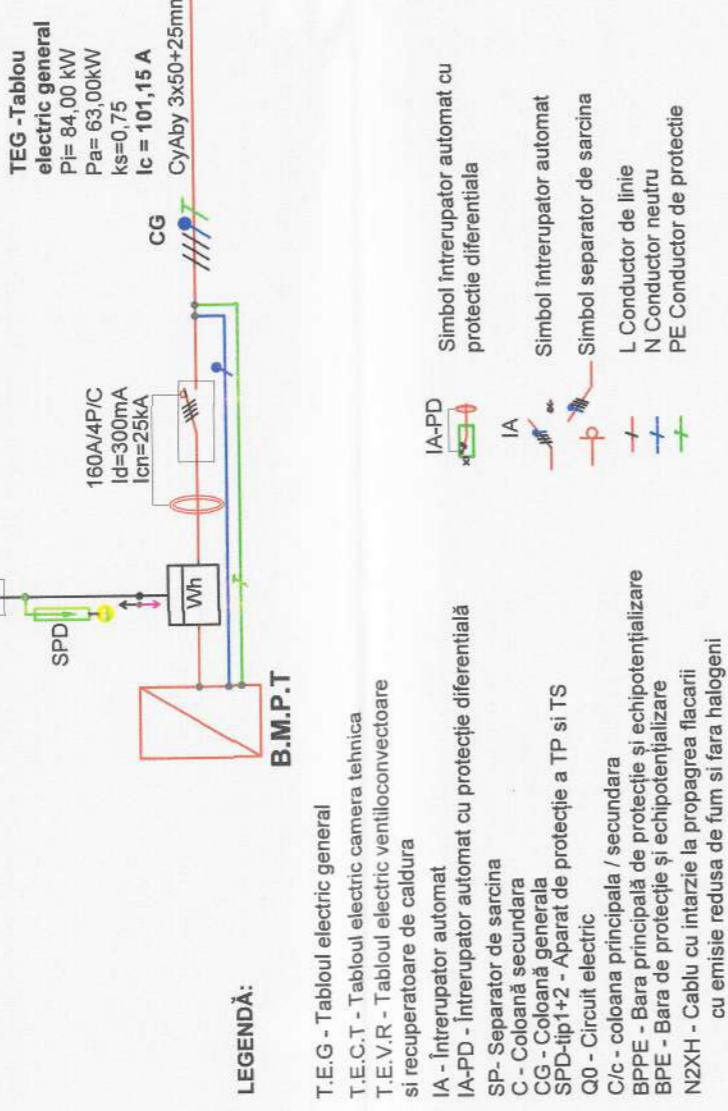 TEG -Tablou
electric general
Pi= 84,00 kW
Pa= 63,00kW
ks=0,75
Ic = 101,15 A
CyAby 3x50+25mm
CG
160A/4P/C
Id=300mA
Icn=25kA
SPD
Wh
B.M.P.T
LEGENDĂ:
T.E.G - Tabloul electric general
T.E.C.T - Tabloul electric camera tehnica
T.E.V.R - Tabloul electric ventiloconvectoare
si recuperatoare de caldura
IA - Întrerupator automat
IA-PD - Întrerupator automat cu protecție diferențială
SP- Separator de sarcina
C - Coloană secundara
CG - Coloană generala
SPD-tip1+2 - Aparat de protecție a TP si TS
Q0 - Circuit electric
C/c - coloana principala / secundara
BPPE - Bara principală de protecție și echipotențializare
BPE - Bara de protecție și echipotențializare
N2XH - Cablu cu intarzie la propagrea flacarii
cu emisie redusa de fum si fara halogeni
IA-PD
Simbol întrerupator automat cu
protectie diferentiala
IA
Simbol întrerupator automat
Simbol separator de sarcina
L Conductor de linie
N Conductor neutru
PE Conductor de protectie